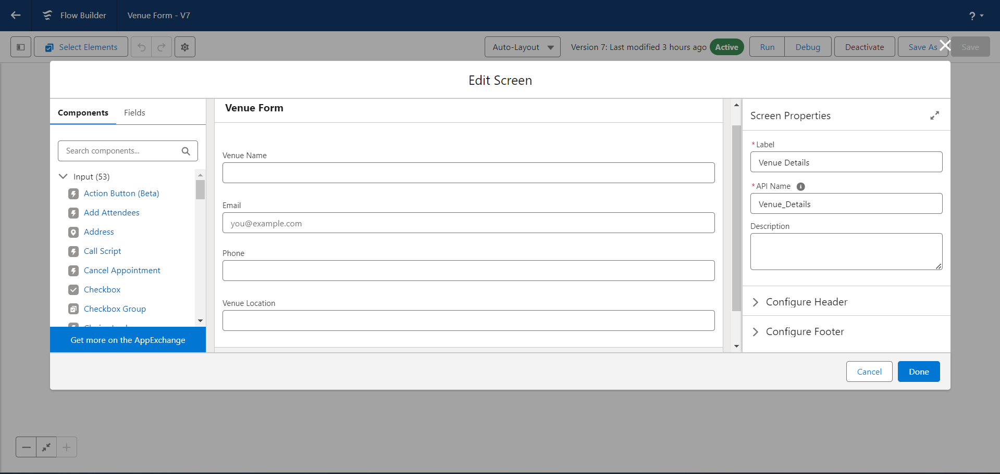 Flow Builder
Venue Form - V7
?
Select Elements
Auto-Layout
Version 7: Last modified 3 hours ago
Active
Run
Debug
Deactivate
Save As
Save
Edit Screen
Components
Fields
Search components...
Input (53)
Action Button (Beta)
Add Attendees
Address
Call Script
Cancel Appointment
Checkbox
Checkbox Group
Get more on the AppExchange
Venue Form
Venue Name
Email
you@example.com
Phone
Venue Location
Screen Properties
*Label
Venue Details
*API Name
Venue_Details
Description
Configure Header
Configure Footer
Cancel
Done